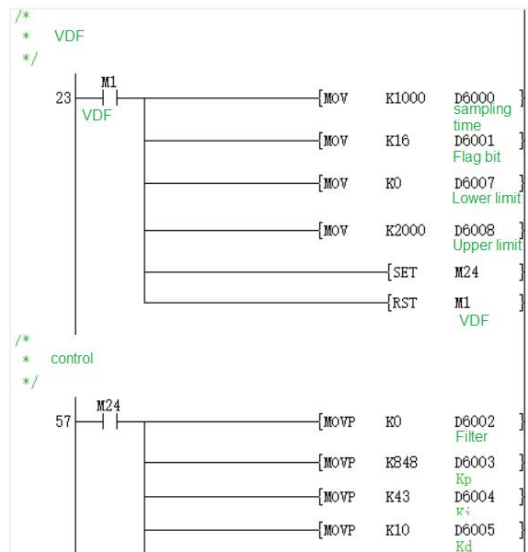 /*
* VDF
*/
M1
23 [MOV K1000 D6000 ]
VDF sampling
time
[MOV K16 D6001 ]
Flag bit
[MOV K0 D6007 ]
Lower limit
[MOV K2000 D6008 ]
Upper limit
[SET M24 ]
[RST M1 ]
VDF
/*
* control
*/
M24
57 [MOVP K0 D6002 ]
Filter
[MOVP K848 D6003 ]
Kp
[MOVP K43 D6004 ]
Ki
[MOVP K10 D6005 ]
Kd